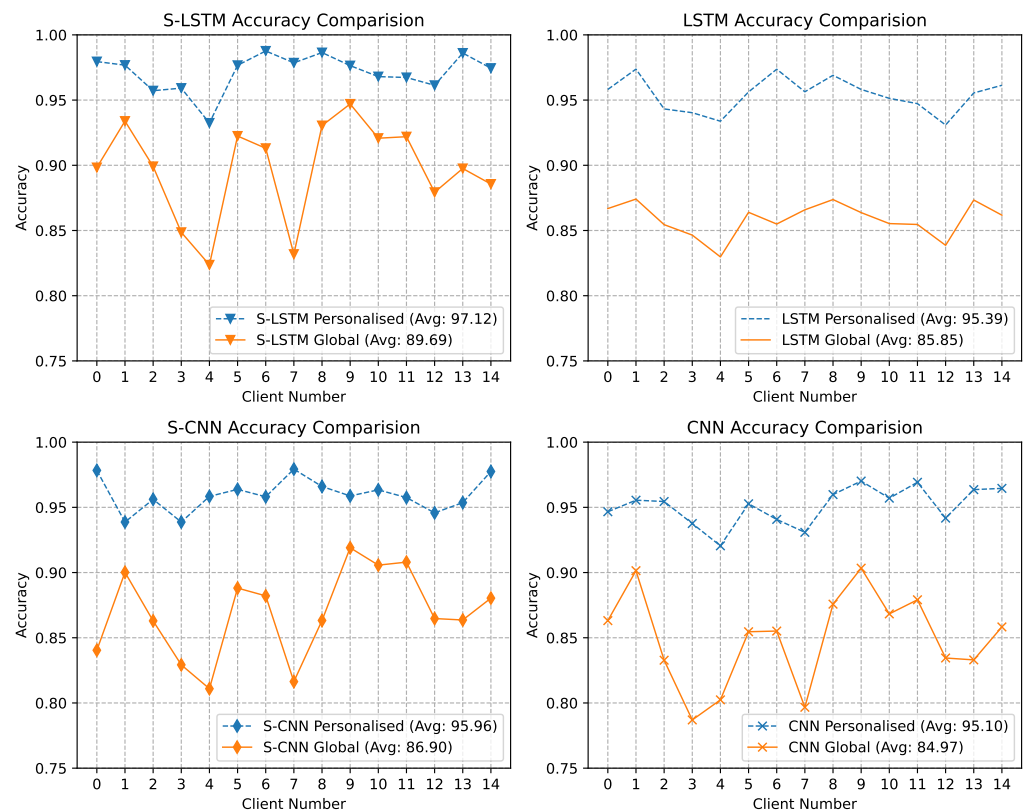 S-LSTM Accuracy Comparision
1.00
0.95
0.90
0.85
0.80
0.75
Accuracy
S-LSTM Personalised (Avg: 97.12)
S-LSTM Global (Avg: 89.69)
0 1 2 3 4 5 6 7 8 9 10 11 12 13 14
Client Number
LSTM Accuracy Comparision
1.00
0.95
0.90
0.85
0.80
0.75
Accuracy
LSTM Personalised (Avg: 95.39)
LSTM Global (Avg: 85.85)
0 1 2 3 4 5 6 7 8 9 10 11 12 13 14
Client Number
S-CNN Accuracy Comparision
1.00
0.95
0.90
0.85
0.80
0.75
Accuracy
S-CNN Personalised (Avg: 95.96)
S-CNN Global (Avg: 86.90)
0 1 2 3 4 5 6 7 8 9 10 11 12 13 14
Client Number
CNN Accuracy Comparision
1.00
0.95
0.90
0.85
0.80
0.75
Accuracy
CNN Personalised (Avg: 95.10)
CNN Global (Avg: 84.97)
0 1 2 3 4 5 6 7 8 9 10 11 12 13 14
Client Number